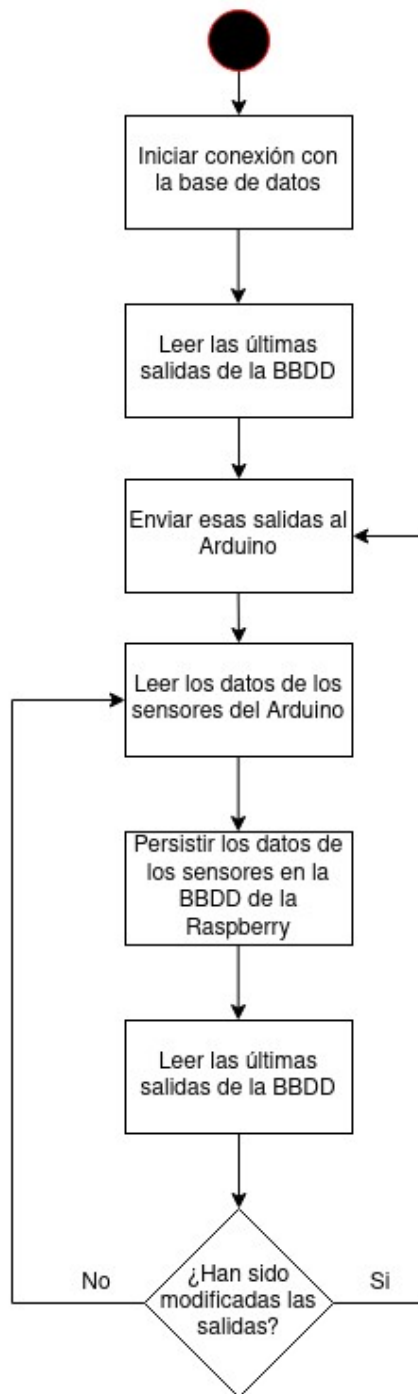 Iniciar conexión con
la base de datos
Leer las últimas
salidas de la BBDD
Enviar esas salidas al
Arduino
Leer los datos de los
sensores del Arduino
Persistir los datos de
los sensores en la
BBDD de la
Raspberry
Leer las últimas
salidas de la BBDD
¿Han sido
modificadas las
salidas?
No
Si